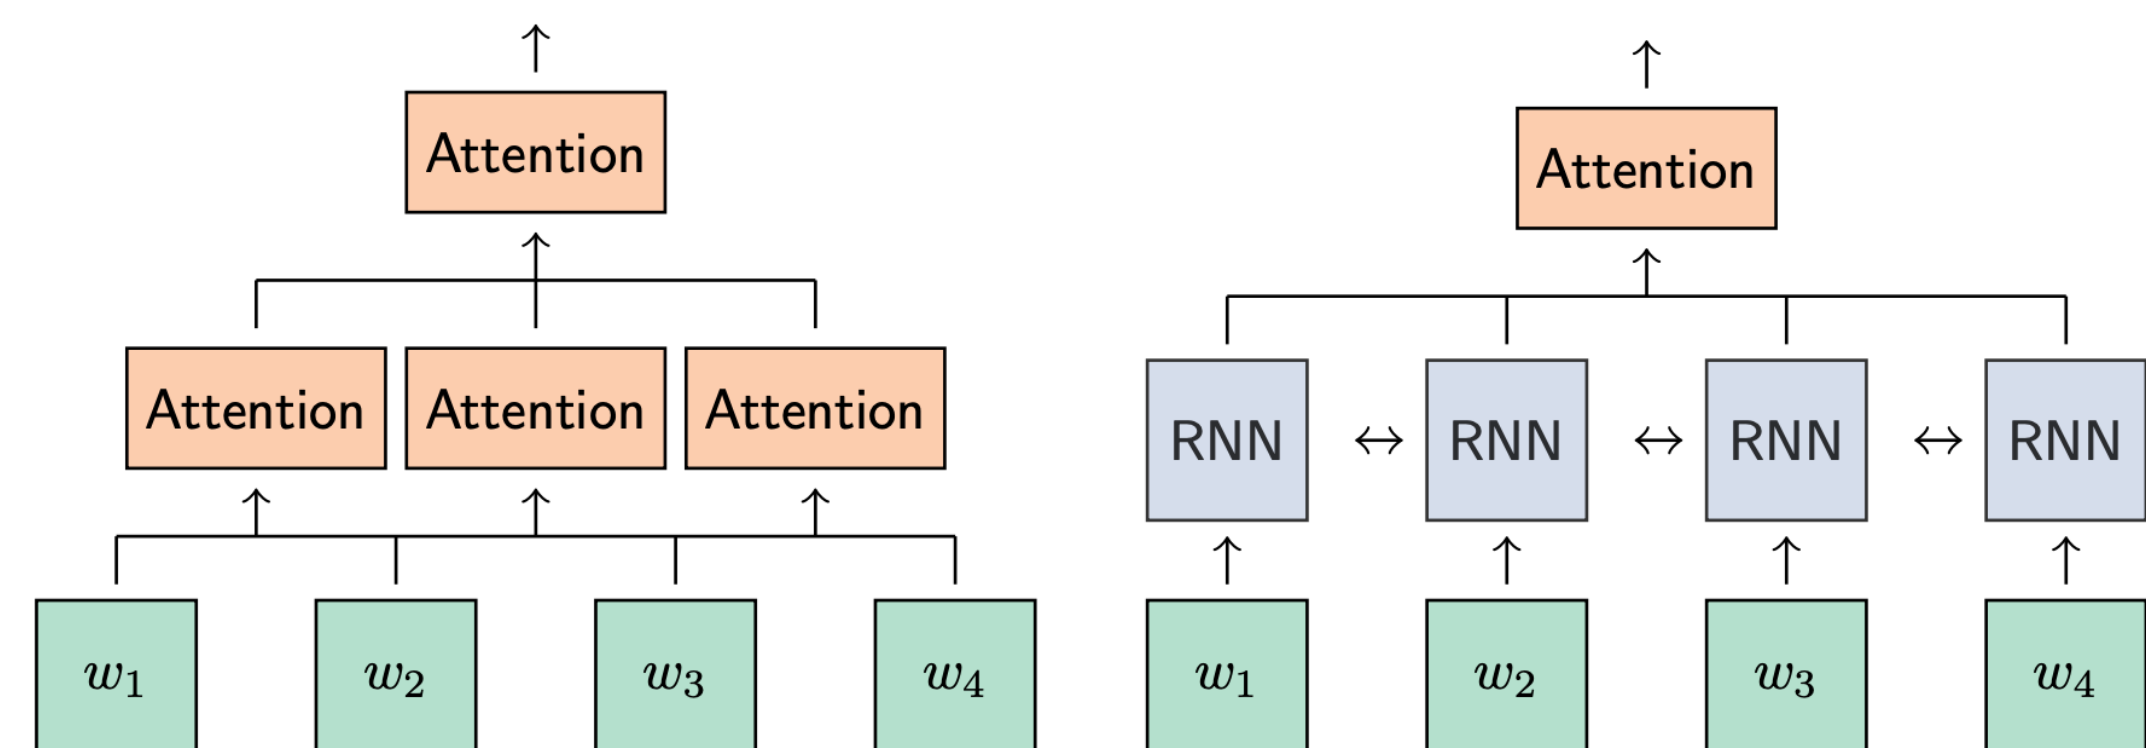 Attention
Attention Attention Attention
w1 w2 w3 w4
Attention
RNN ↔ RNN ↔ RNN ↔ RNN
w1 w2 w3 w4